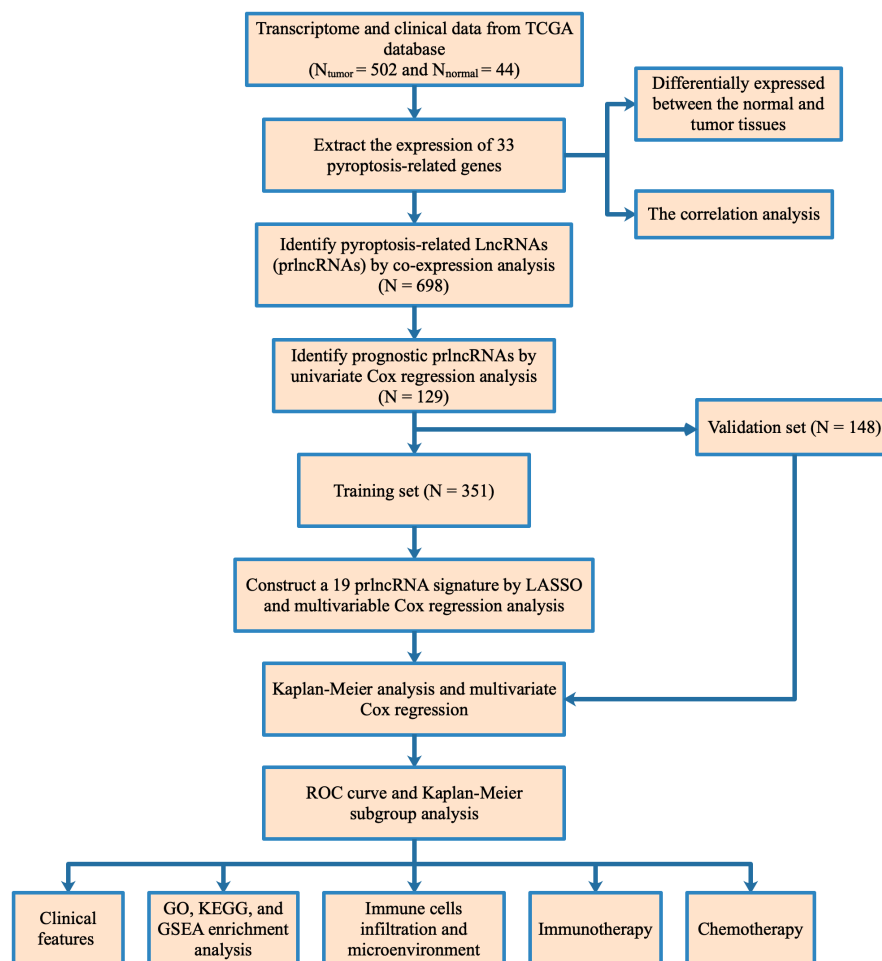 Transcriptome and clinical data from TCGA
database
(Ntumor = 502 and Nnormal = 44)
Differentially expressed
between the normal and
tumor tissues
Extract the expression of 33
pyroptosis-related genes
The correlation analysis
Identify pyroptosis-related LncRNAs
(prlncRNAs) by co-expression analysis
(N = 698)
Identify prognostic prlncRNAs by
univariate Cox regression analysis
(N = 129)
Validation set (N = 148)
Training set (N = 351)
Construct a 19 prlncRNA signature by LASSO
and multivariable Cox regression analysis
Kaplan-Meier analysis and multivariate
Cox regression
ROC curve and Kaplan-Meier
subgroup analysis
Clinical
features
GO, KEGG, and
GSEA enrichment
analysis
Immune cells
infiltration and
microenvironment
Immunotherapy
Chemotherapy